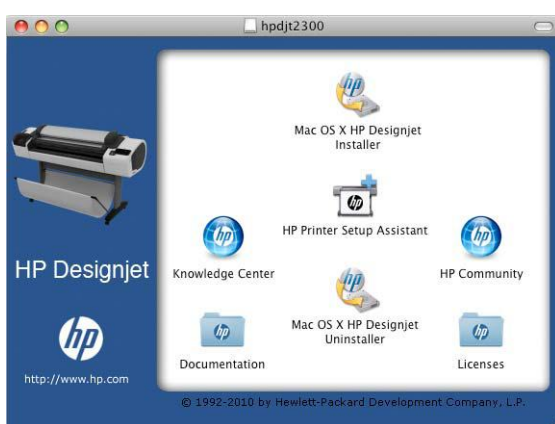 hpdjt2300
Mac OS X HP Designjet
Installer
HP Printer Setup Assistant
Knowledge Center
HP Community
Mac OS X HP Designjet
Uninstaller
Documentation
Licenses
HP Designjet
hp
http://www.hp.com
© 1992-2010 by Hewlett-Packard Development Company, L.P.